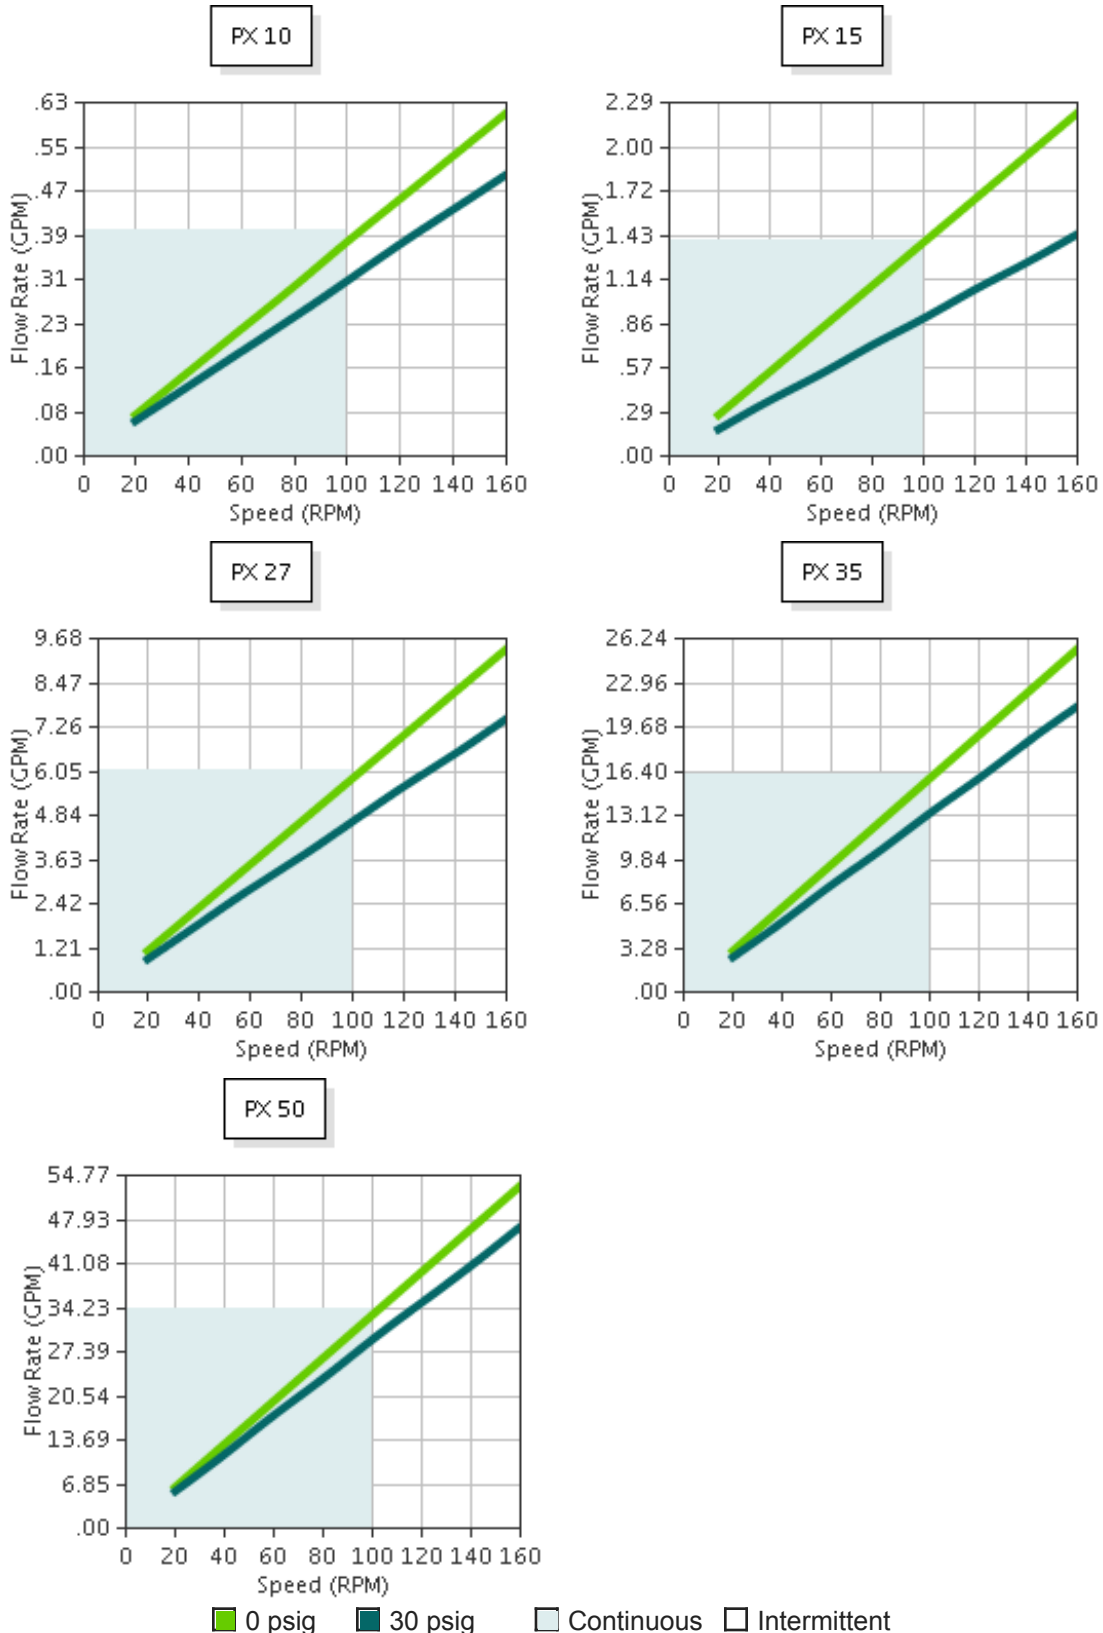 PX 10
PX 15
.63
.55
.47
.39
.31
.23
.16
.08
.00
Flow Rate (GPM)
0 20 40 60 80 100 120 140 160
Speed (RPM)
2.29
2.00
1.72
1.43
1.14
.86
.57
.29
.00
Flow Rate (GPM)
0 20 40 60 80 100 120 140 160
Speed (RPM)
PX 27
PX 35
9.68
8.47
7.26
6.05
4.84
3.63
2.42
1.21
.00
Flow Rate (GPM)
0 20 40 60 80 100 120 140 160
Speed (RPM)
26.24
22.96
19.68
16.40
13.12
9.84
6.56
3.28
.00
Flow Rate (GPM)
0 20 40 60 80 100 120 140 160
Speed (RPM)
PX 50
54.77
47.93
41.08
34.23
27.39
20.54
13.69
6.85
.00
Flow Rate (GPM)
0 20 40 60 80 100 120 140 160
Speed (RPM)
0 psig 30 psig Continuous Intermittent